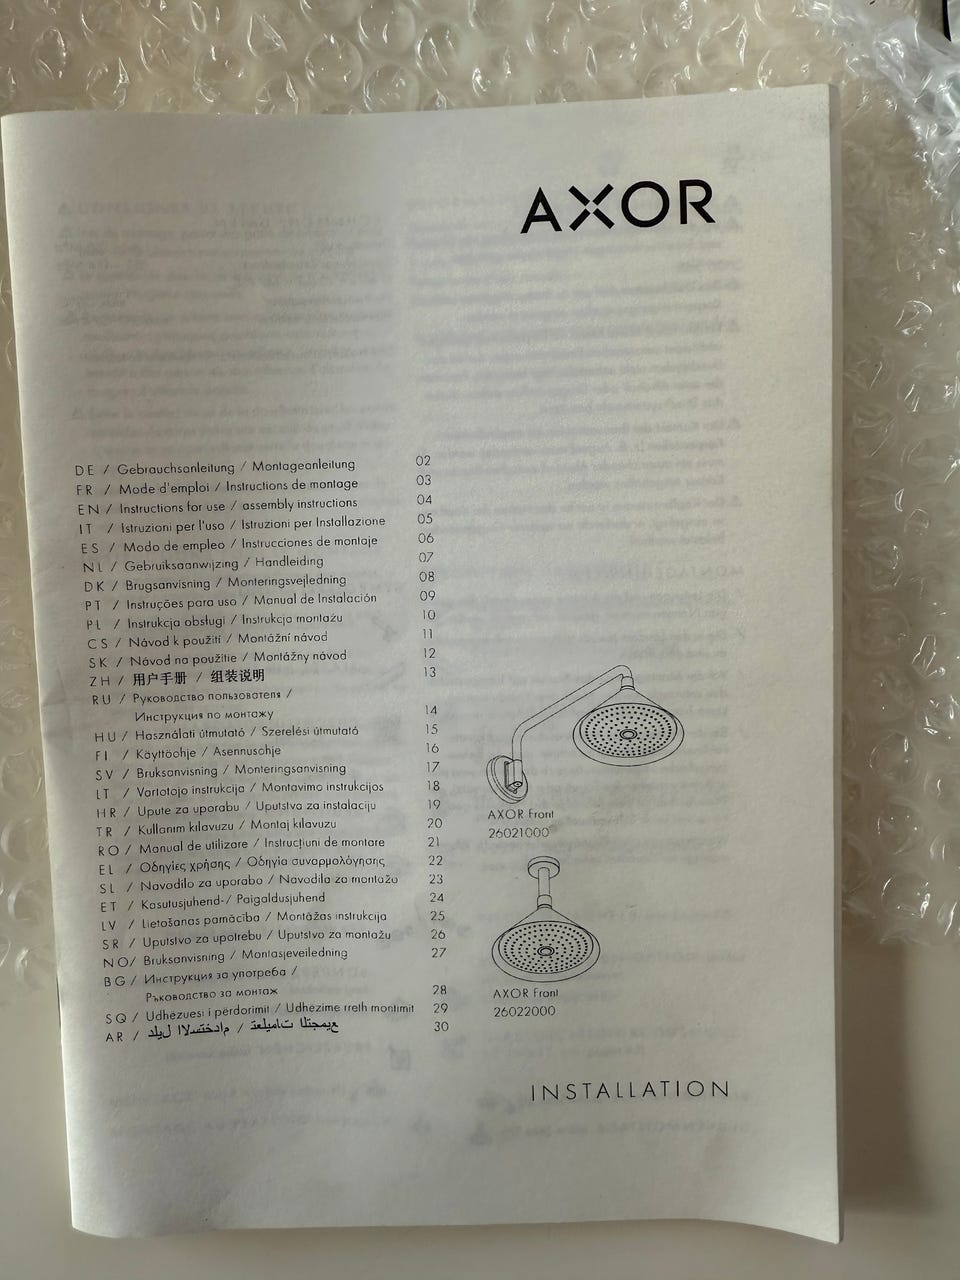 AXOR
DE / Gebrauchsanleitung / Montageanleitung 02
FR / Mode d'emploi / Instructions de montage 03
EN / Instructions for use / assembly instructions 04
IT / Istruzioni per l'uso / Istruzioni per Installazione 05
ES / Modo de empleo / Instrucciones de montaje 06
NL / Gebruiksaanwijzing / Handleiding 07
DK / Brugsanvisning / Monteringsvejledning 08
PT / Instruções para uso / Manual de Instalación 09
PL / Instrukcja obsługi / Instrukcja montażu 10
CS / Návod k použití / Montážní návod 11
SK / Návod na použitie / Montážny návod 12
ZH / 用户手册 / 组装说明 13
RU / Руководство пользователя /
Инструкция по монтажу 14
HU / Használati útmutató / Szerelési útmutató 15
FI / Käyttöohje / Asennusohje 16
SV / Bruksanvisning / Monteringsanvisning 17
LT / Vartotojo instrukcija / Montavimo instrukcijos 18
HR / Upute za uporabu / Uputstva za instalaciju 19
TR / Kullanım kılavuzu / Montaj kılavuzu 20
RO / Manual de utilizare / Instrucţiuni de montare 21
EL / Οδηγίες χρήσης / Οδηγία συναρμολόγησης 22
SL / Navodilo za uporabo / Navodila za montažo 23
ET / Kasutusjuhend / Paigaldusjuhend 24
LV / Lietošanas pamācība / Montāžas instrukcija 25
SR / Uputstvo za upotrebu / Uputstvo za montažu 26
NO / Bruksanvisning / Montasjeveiledning 27
BG / Инструкция за употреба /
Ръководство за монтаж 28
SQ / Udhëzuesi i përdorimit / Udhëzime rreth montimit 29
AR / دليل الاستخدام / تعليمات التجميع 30
AXOR Front
26021000
AXOR Front
26022000
INSTALLATION